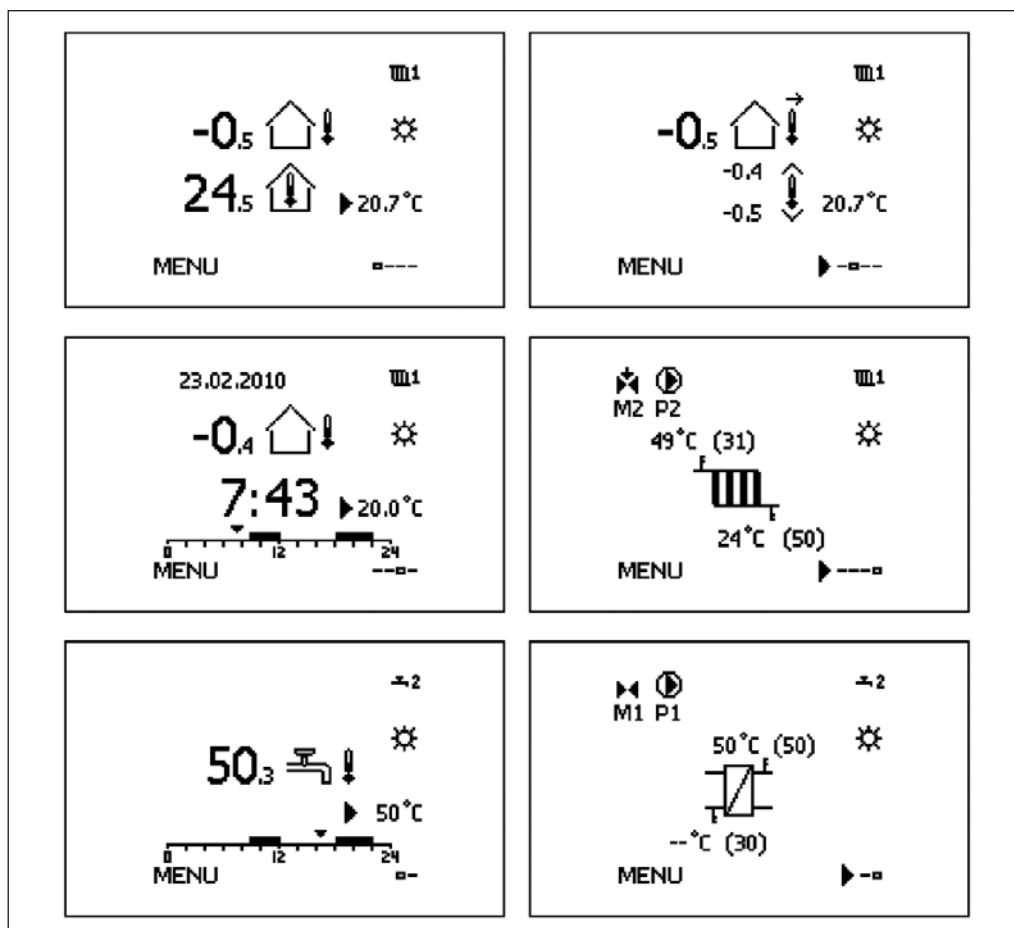 1
-0.5
24.5
20.7°C
MENU
1
-0.5
-0.4
-0.5
20.7°C
MENU
23.02.2010 1
-0.4
7:43
20.0°C
0 12 24
MENU
1
M2 P2
49°C (31)
24°C (50)
MENU
2
50.3
50°C
0 12 24
MENU
2
M1 P1
50°C (50)
--°C (30)
MENU